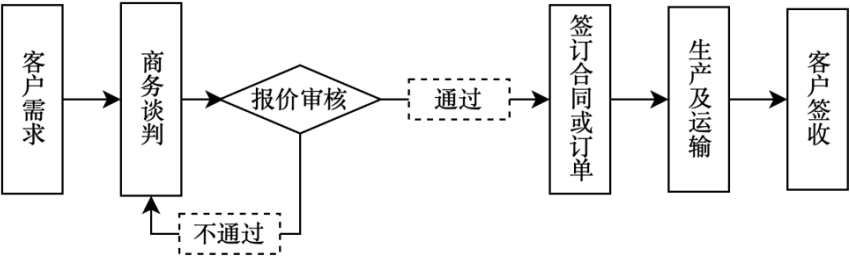 客户需求
商务谈判
报价审核
通过
不通过
签订合同或订单
生产及运输
客户签收